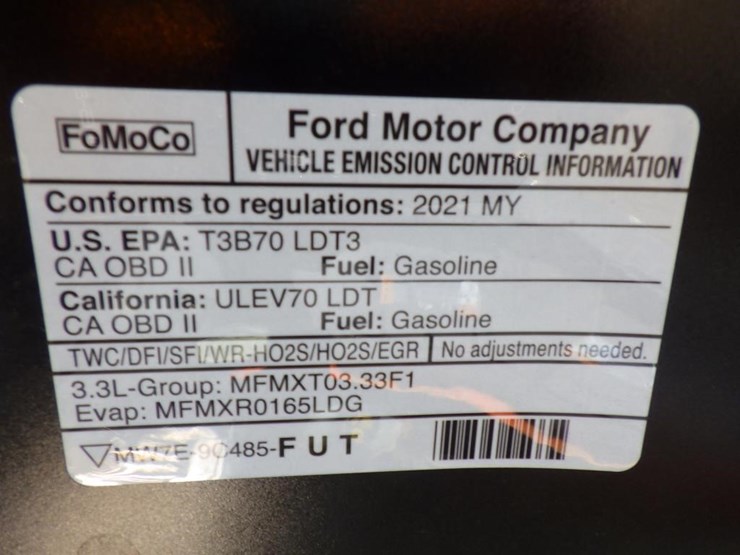 FoMoCo
Ford Motor Company
VEHICLE EMISSION CONTROL INFORMATION
Conforms to regulations: 2021 MY
U.S. EPA: T3B70 LDT3
CA OBD II Fuel: Gasoline
California: ULEV70 LDT
CA OBD II Fuel: Gasoline
TWC/DFI/SFI/WR-HO2S/HO2S/EGR No adjustments needed.
3.3L-Group: MFMXT03.33F1
Evap: MFMXR0165LDG
F U T